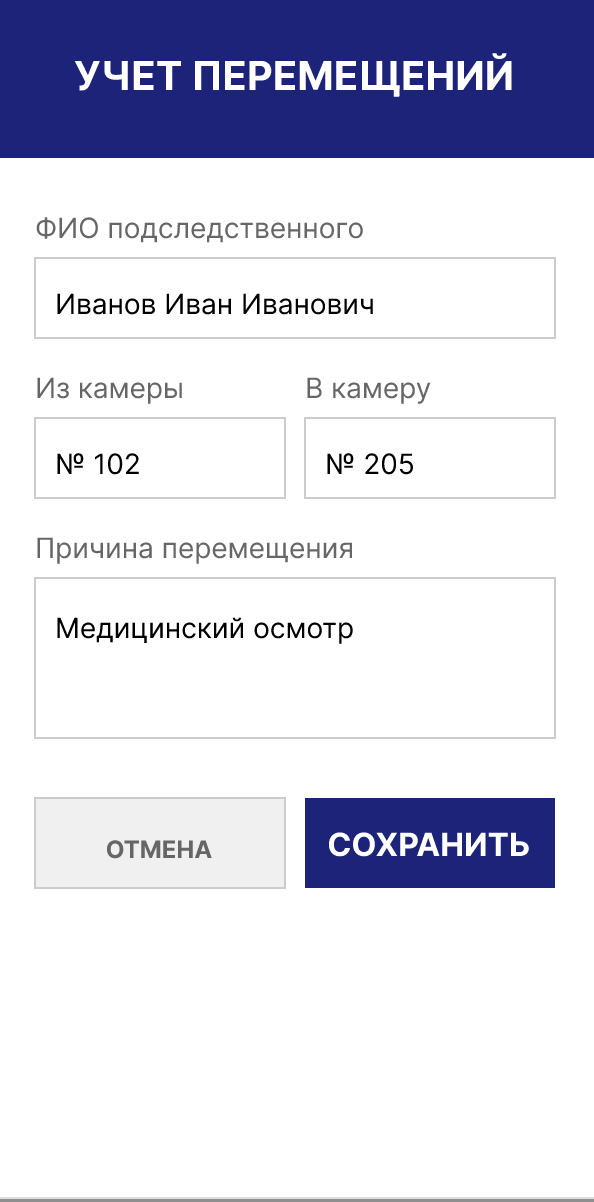 УЧЕТ ПЕРЕМЕЩЕНИЙ
ФИО подследственного
Иванов Иван Иванович
Из камеры
В камеру
№ 102
№ 205
Причина перемещения
Медицинский осмотр
ОТМЕНА
СОХРАНИТЬ